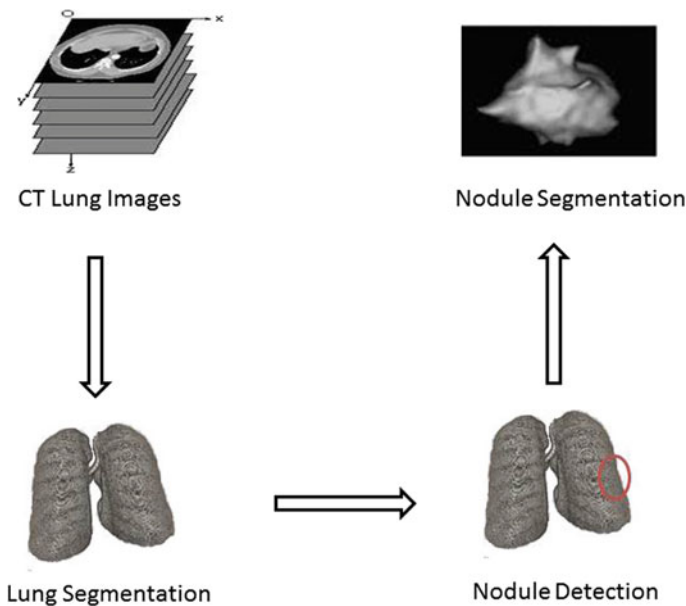 X
Y
Z
CT Lung Images
Nodule Segmentation
Lung Segmentation
Nodule Detection